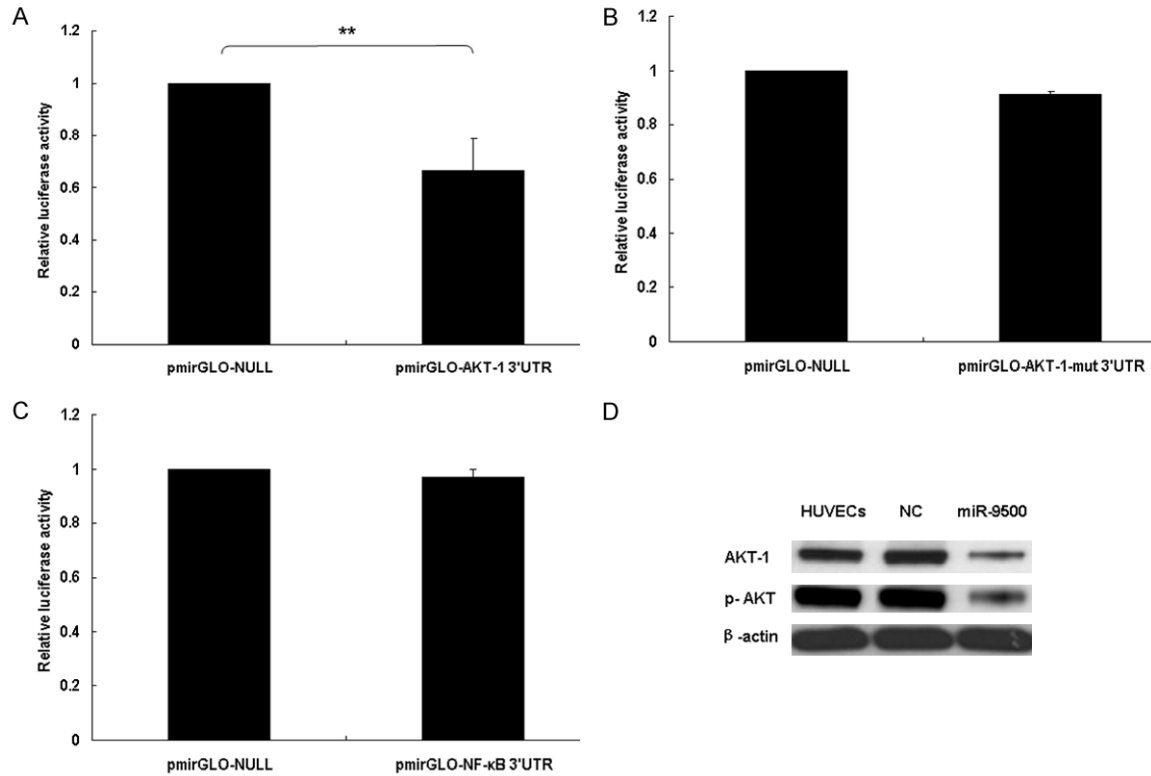 A
**
1.2
1
0.8
0.6
0.4
0.2
0
Relative luciferase activity
pmirGLO-NULL
pmirGLO-AKT-1 3'UTR
B
1.2
1
0.8
0.6
0.4
0.2
0
Relative luciferase activity
pmirGLO-NULL
pmirGLO-AKT-1-mut 3'UTR
C
1.2
1
0.8
0.6
0.4
0.2
0
Relative luciferase activity
pmirGLO-NULL
pmirGLO-NF-κB 3'UTR
D
HUVECs NC miR-9500
AKT-1
p- AKT
β-actin